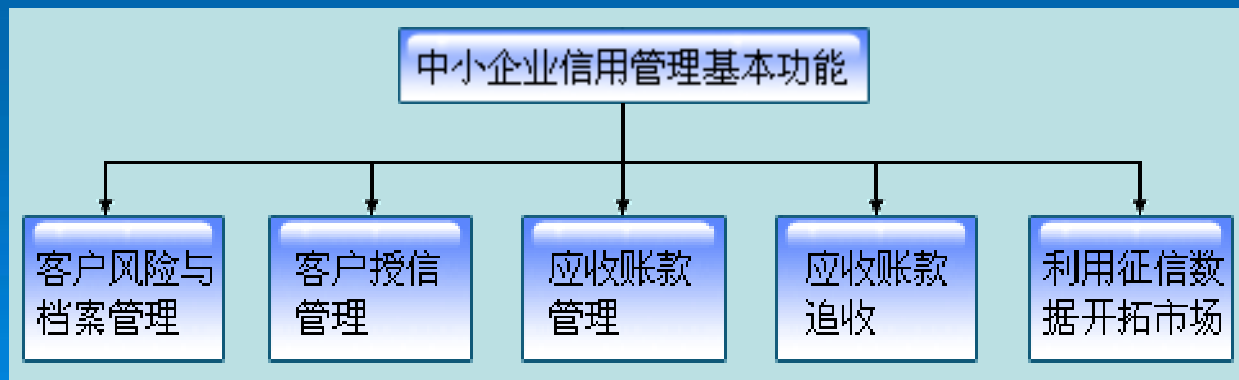 中小企业信用管理基本功能
客户风险与
档案管理
客户授信
管理
应收账款
管理
应收账款
追收
利用征信数
据开拓市场